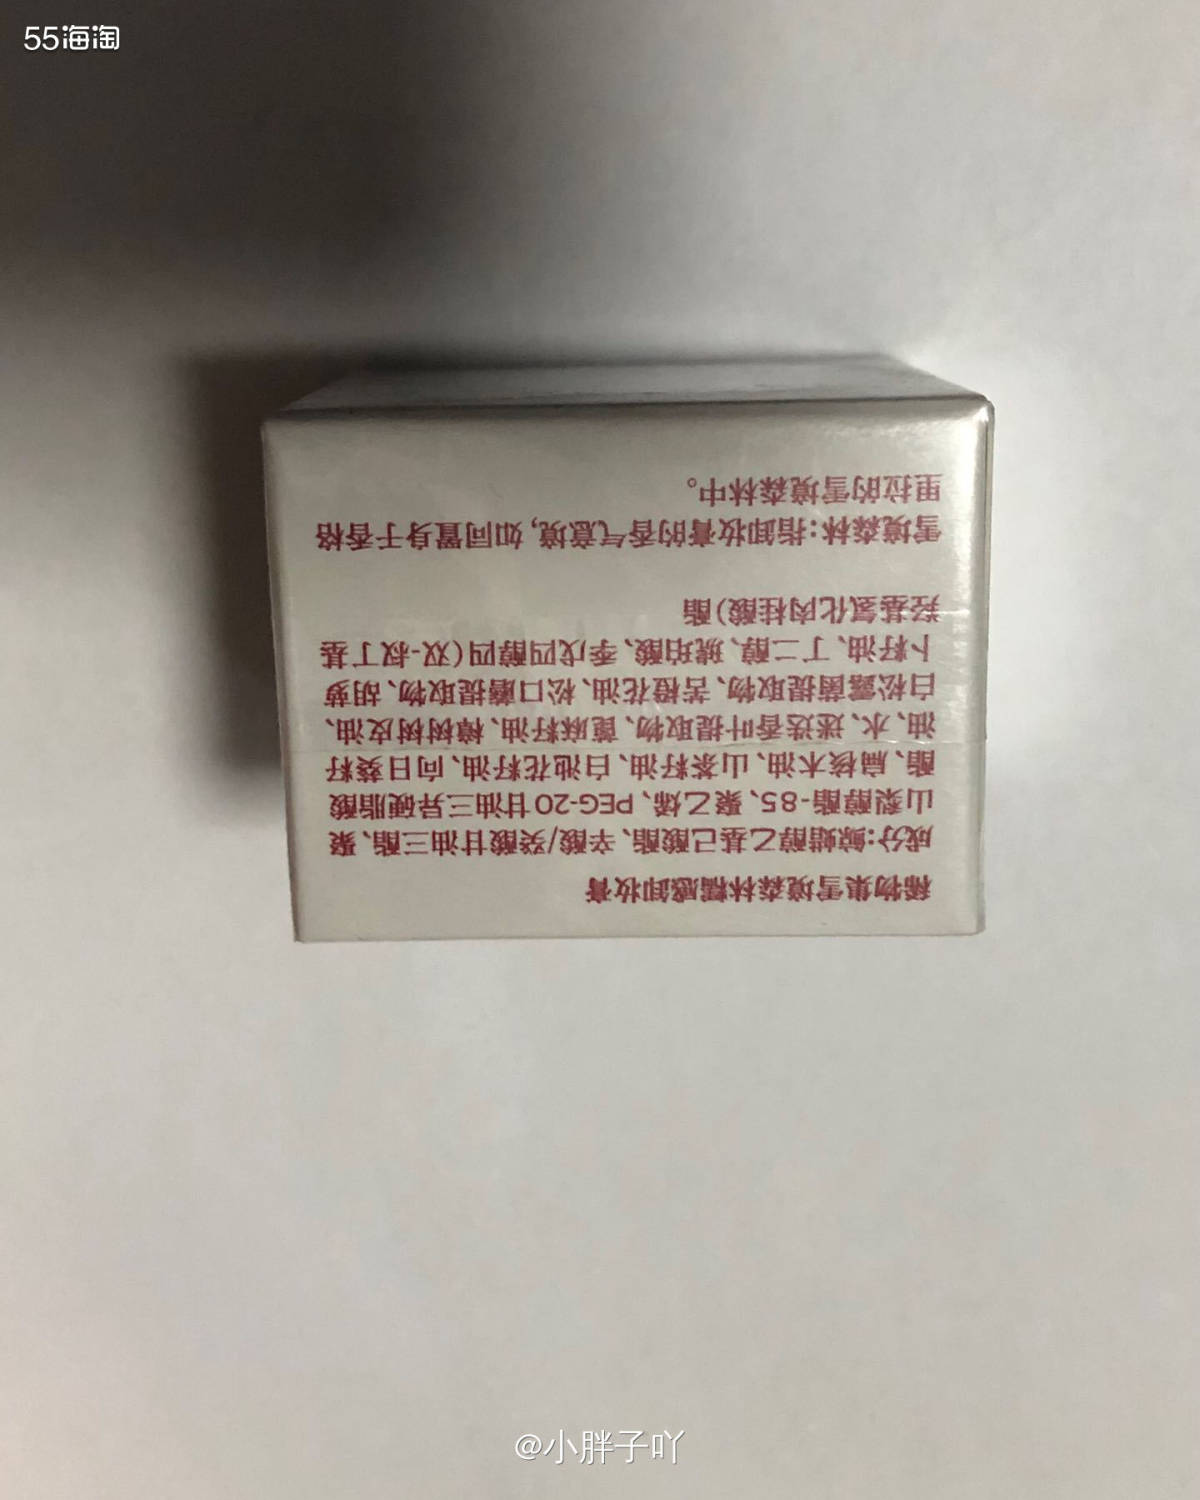 55海淘
稀物集雪境森林糯感卸妆膏
成分:鲸蜡醇乙基己酸酯、辛酸/癸酸甘油三酯、聚
山梨醇酯-85、聚乙烯、PEG-20甘油三异硬脂酸
酯、扁核木油、山茶籽油、白池花籽油、向日葵籽
油、水、迷迭香叶提取物、蓖麻籽油、樟树树皮油、
白松露菌提取物、苦橙花油、松口蘑提取物、胡萝
卜籽油、丁二醇、琥珀酸、季戊四醇四(双-叔丁基
羟基氢化肉桂酸)酯
雪境森林:指卸妆膏的香气意境,如同置身于香格
里拉的雪境森林中。
@小胖子吖